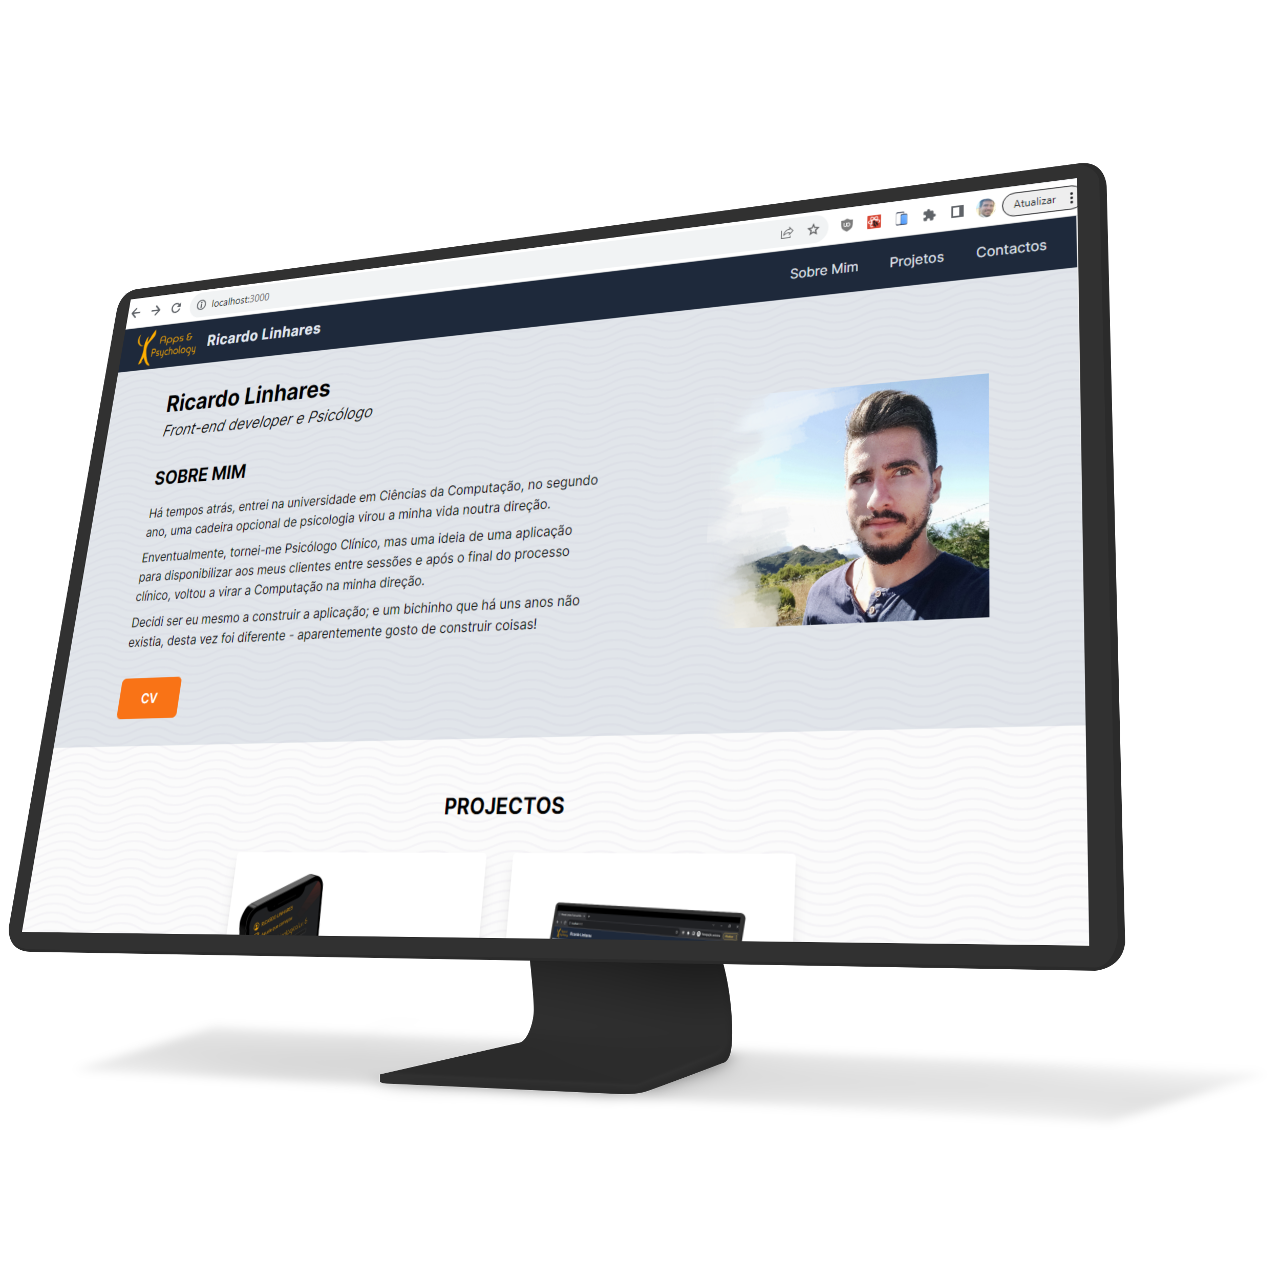 localhost:3000
Atualizar
Apps &
Psychology
Ricardo Linhares
Sobre Mim
Projetos
Contactos
Ricardo Linhares
Front-end developer e Psicólogo
SOBRE MIM
Há tempos atrás, entrei na universidade em Ciências da Computação, no segundo
ano, uma cadeira opcional de psicologia virou a minha vida noutra direção.
Enventualmente, tornei-me Psicólogo Clínico, mas uma ideia de uma aplicação
para disponibilizar aos meus clientes entre sessões e após o final do processo
clínico, voltou a virar a Computação na minha direção.
Decidi ser eu mesmo a construir a aplicação; e um bichinho que há uns anos não
existia, desta vez foi diferente - aparentemente gosto de construir coisas!
CV
PROJECTOS
RICARDO LINHARES
Ricardo Linhares